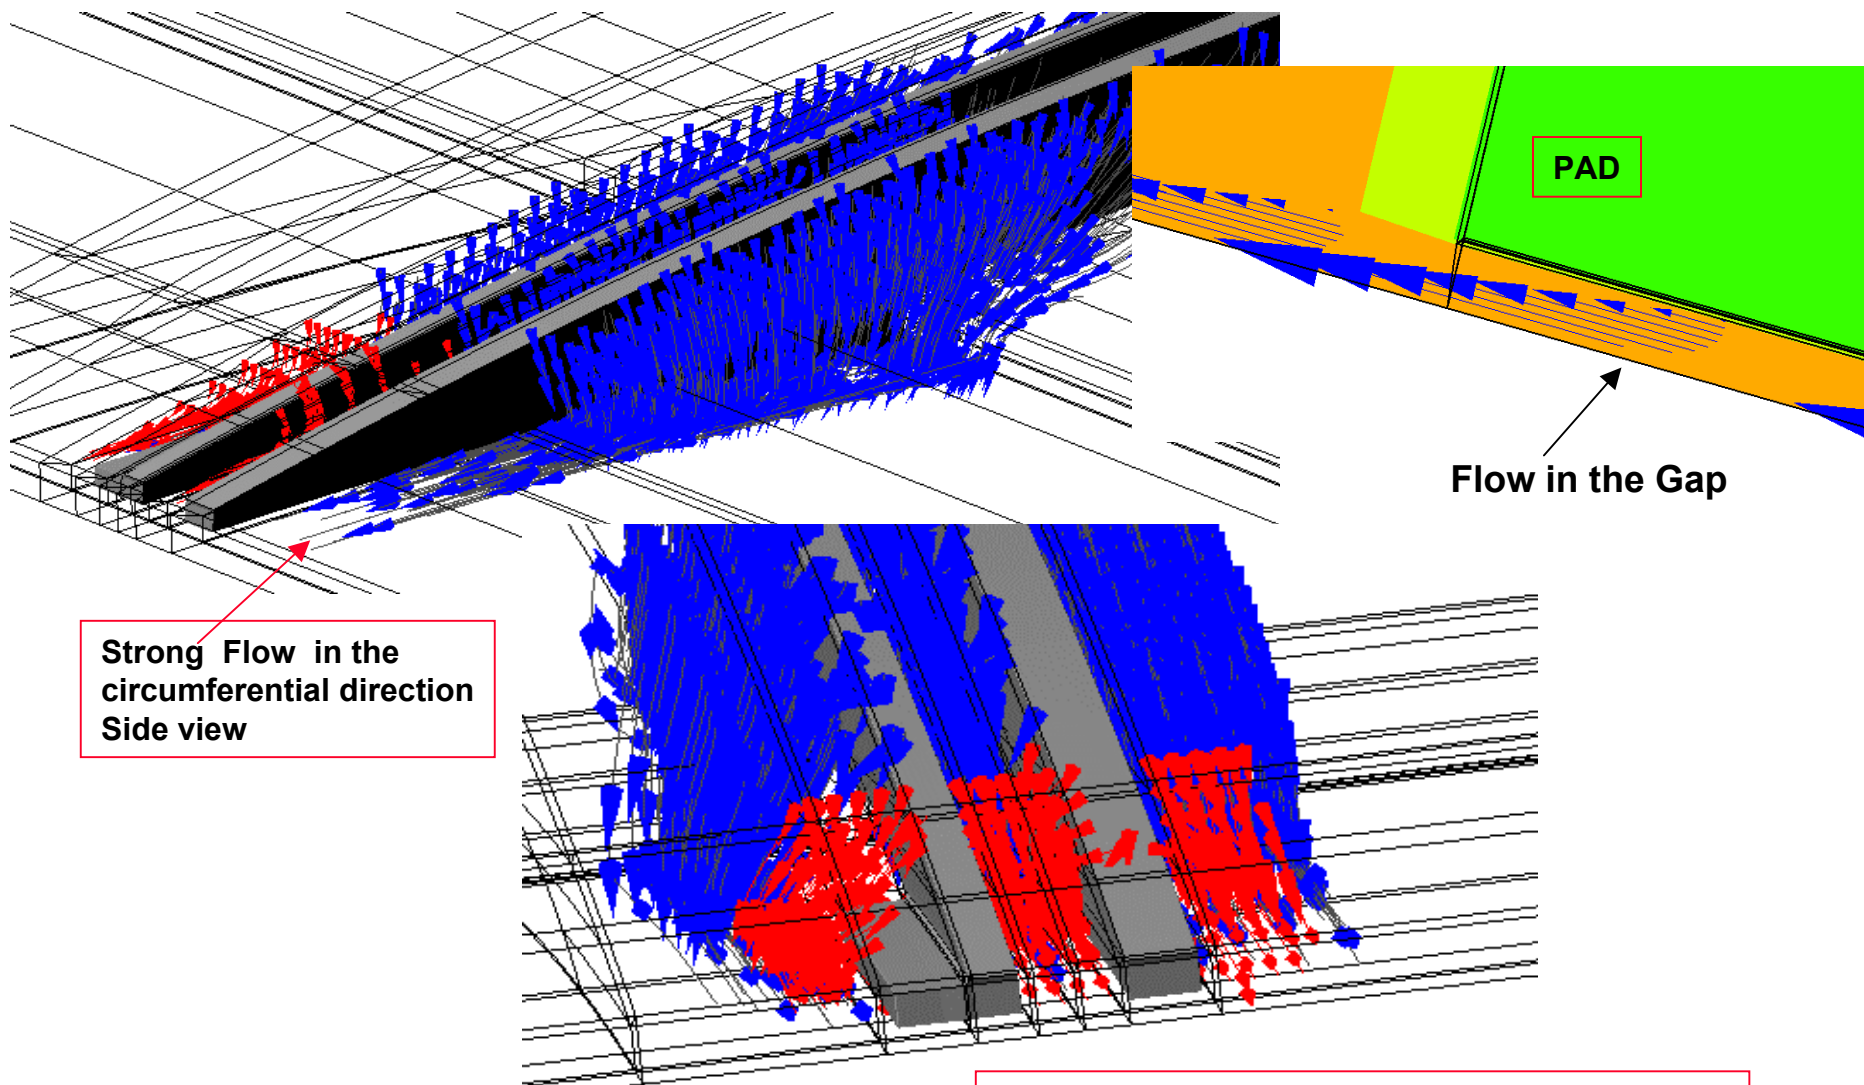 PAD
Flow in the Gap
Strong Flow in the
circumferential direction
Side view